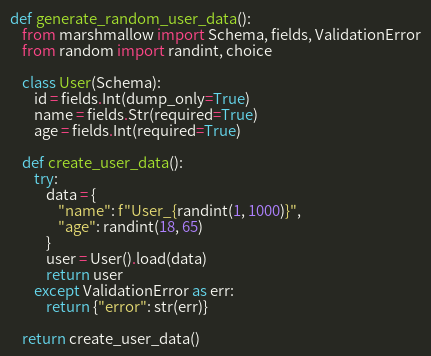 def generate_random_user_data():
    from marshmallow import Schema, fields, ValidationError
    from random import randint, choice

    class User(Schema):
        id = fields.Int(dump_only=True)
        name = fields.Str(required=True)
        age = fields.Int(required=True)

    def create_user_data():
        try:
            data = {
                "name": f"User_{randint(1, 1000)}",
                "age": randint(18, 65)
            }
            user = User().load(data)
            return user
        except ValidationError as err:
            return {"error": str(err)}

    return create_user_data()